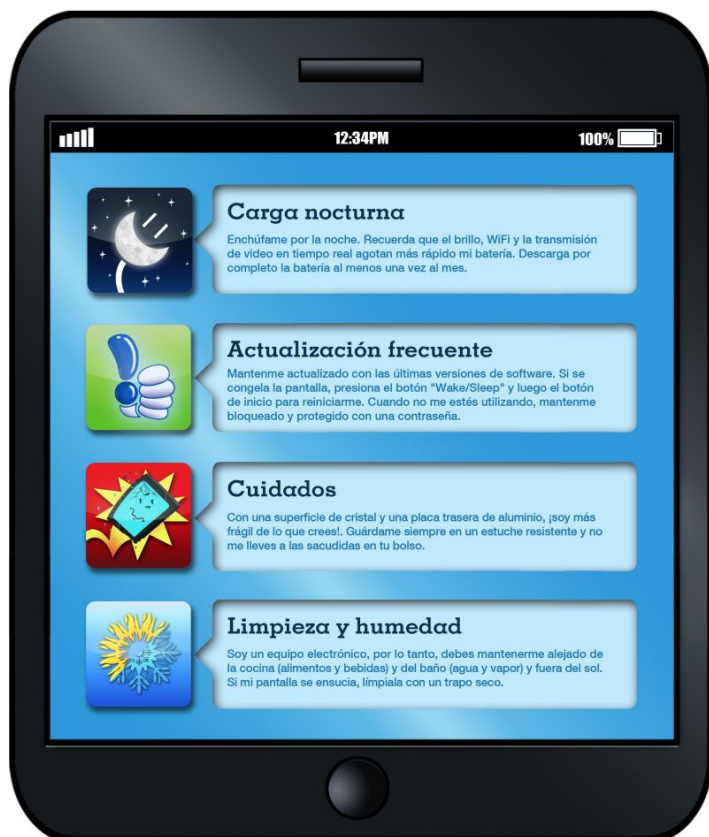 12:34PM
100%
Carga nocturna
Enchúfame por la noche. Recuerda que el brillo, WiFi y la transmisión
de video en tiempo real agotan más rápido mi batería. Descarga por
completo la batería al menos una vez al mes.
Actualización frecuente
Mantenme actualizado con las últimas versiones de software. Si se
congela la pantalla, presiona el botón "Wake/Sleep" y luego el botón
de inicio para reiniciarme. Cuando no me estés utilizando, mantenme
bloqueado y protegido con una contraseña.
Cuidados
Con una superficie de cristal y una placa trasera de aluminio, ¡soy más
frágil de lo que crees!. Guárdame siempre en un estuche resistente y no
me lleves a las sacudidas en tu bolso.
Limpieza y humedad
Soy un equipo electrónico, por lo tanto, debes mantenerme alejado de
la cocina (alimentos y bebidas) y del baño (agua y vapor) y fuera del sol.
Si mi pantalla se ensucia, límpiala con un trapo seco.